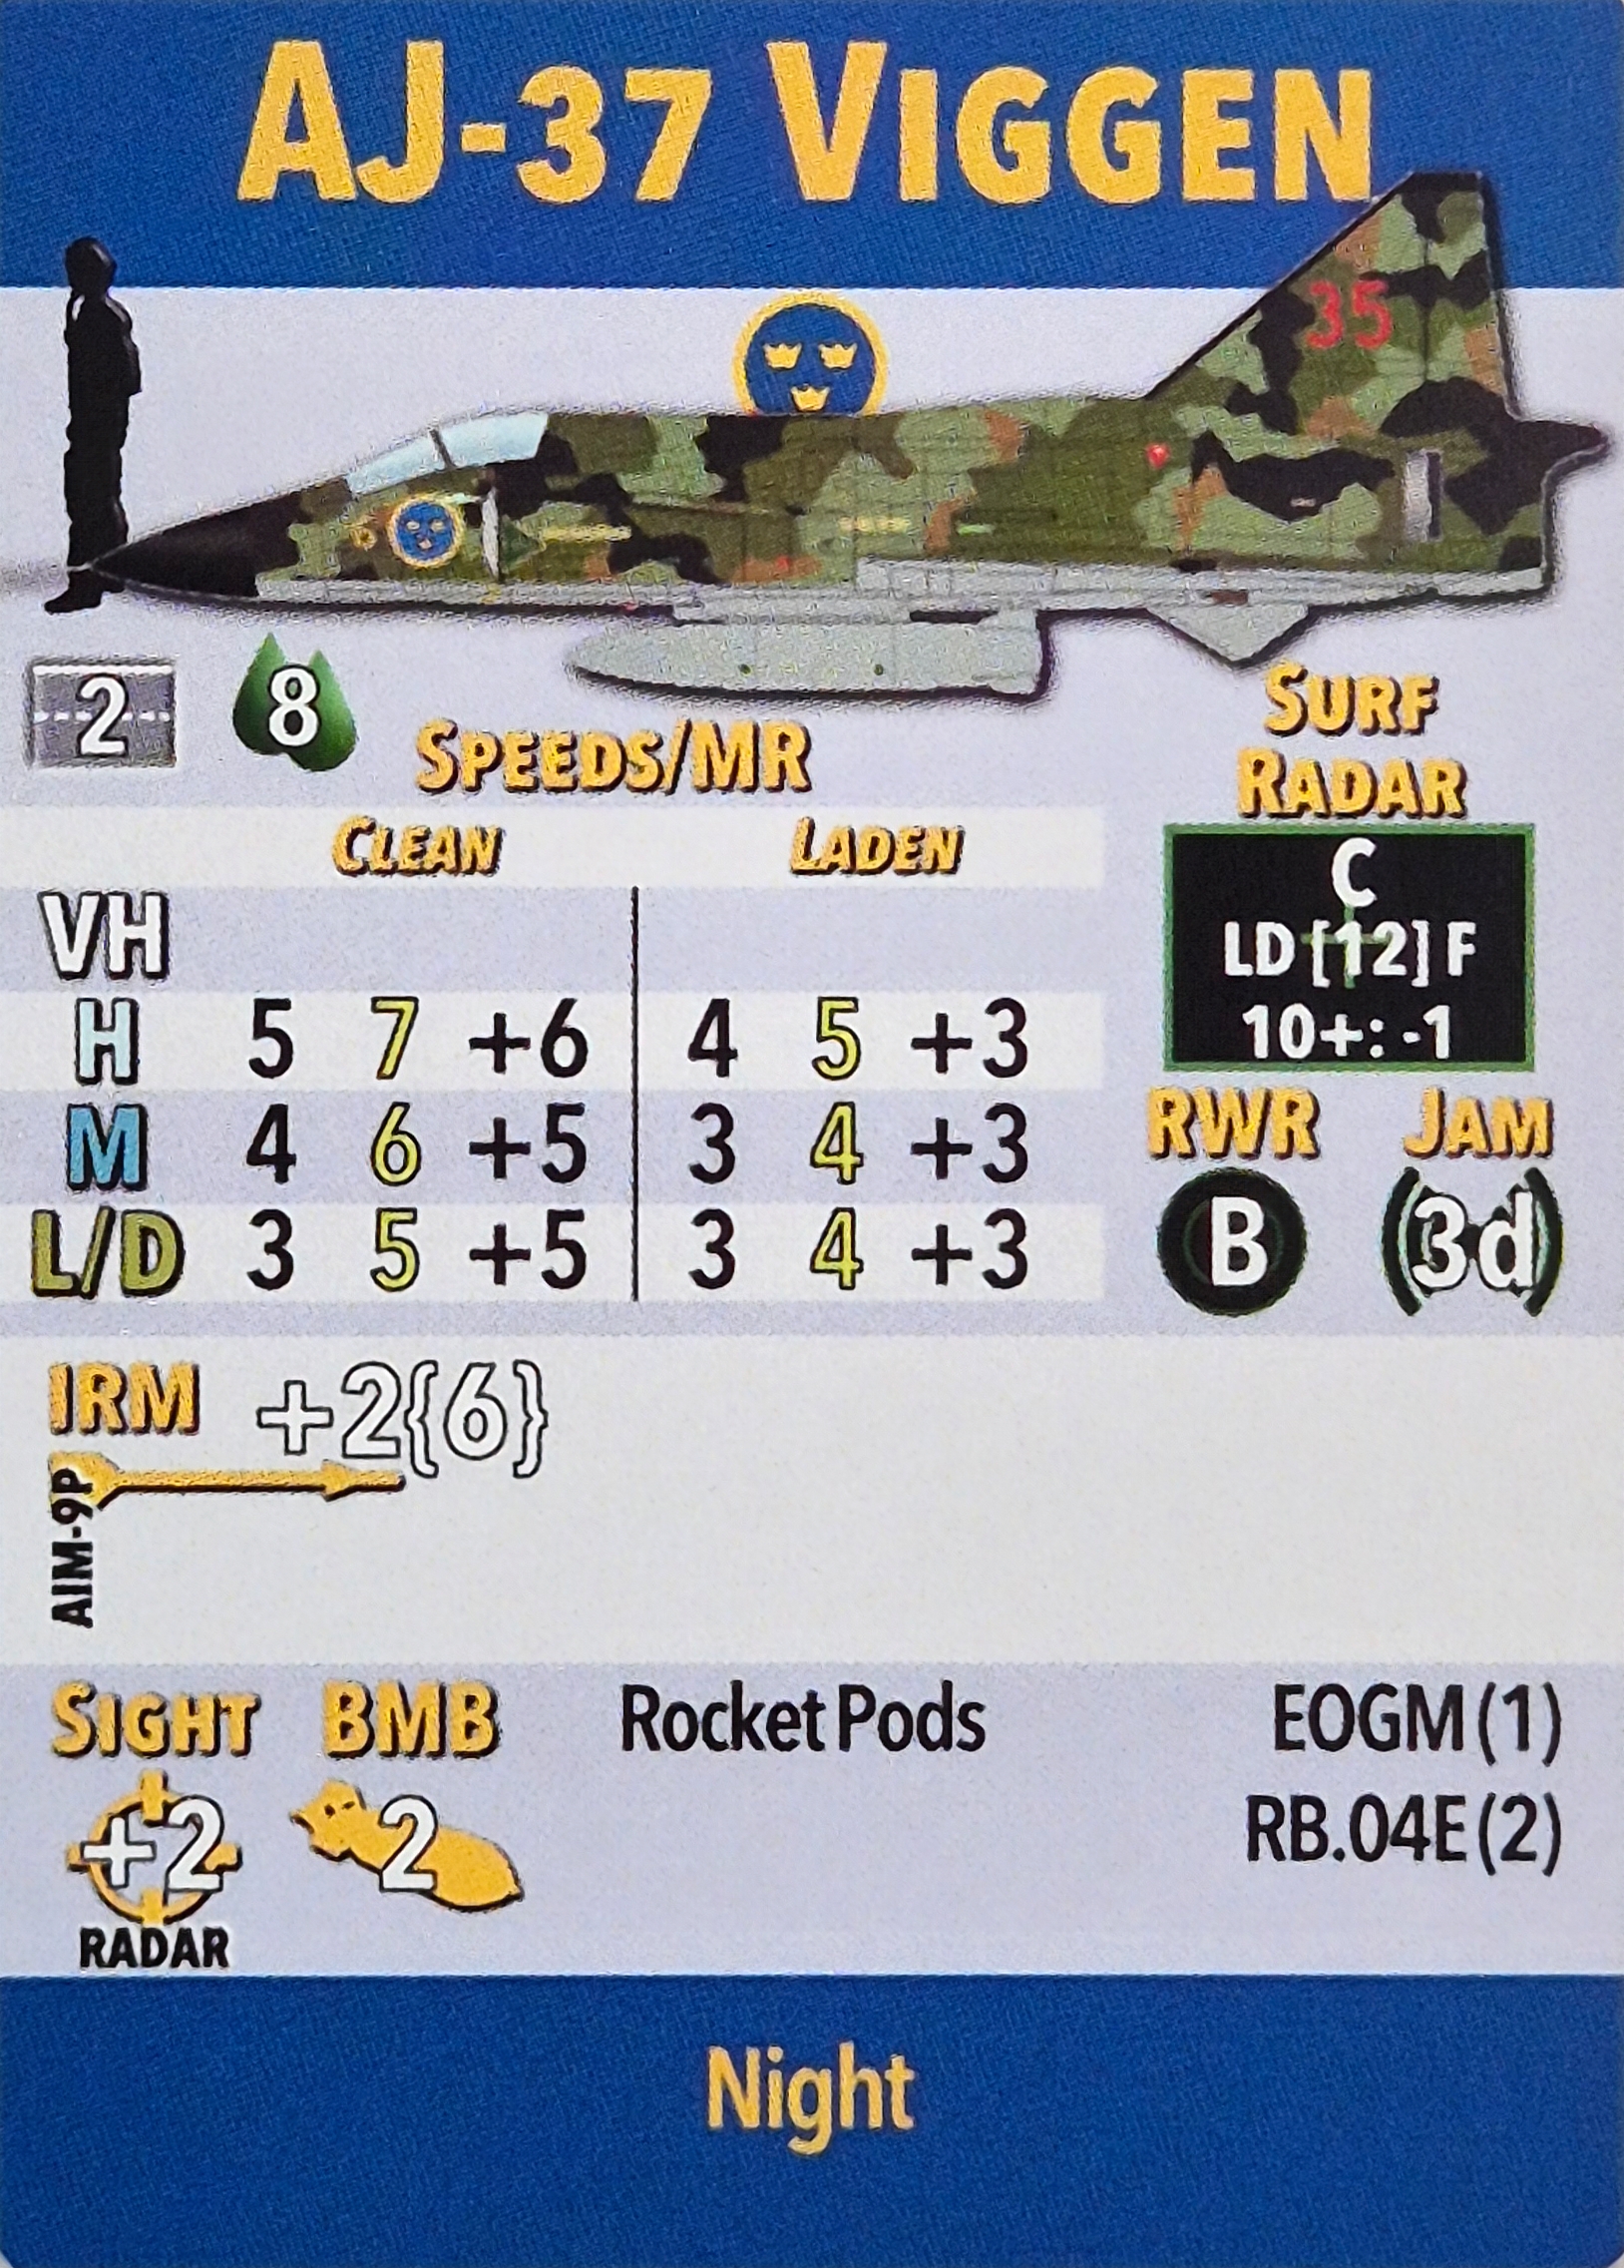 AJ-37 VIGGEN
35
2 8
SPEEDS/MR
SURF
RADAR
CLEAN LADEN
C
LD [12] F
10+: -1
VH
H 5 7 +6 4 5 +3
M 4 6 +5 3 4 +3
L/D 3 5 +5 3 4 +3
RWR JAM
B (3d)
IRM +2{6}
AIM-9P
SIGHT BMB Rocket Pods EOGM (1)
+2 2 RB.04E (2)
RADAR
Night